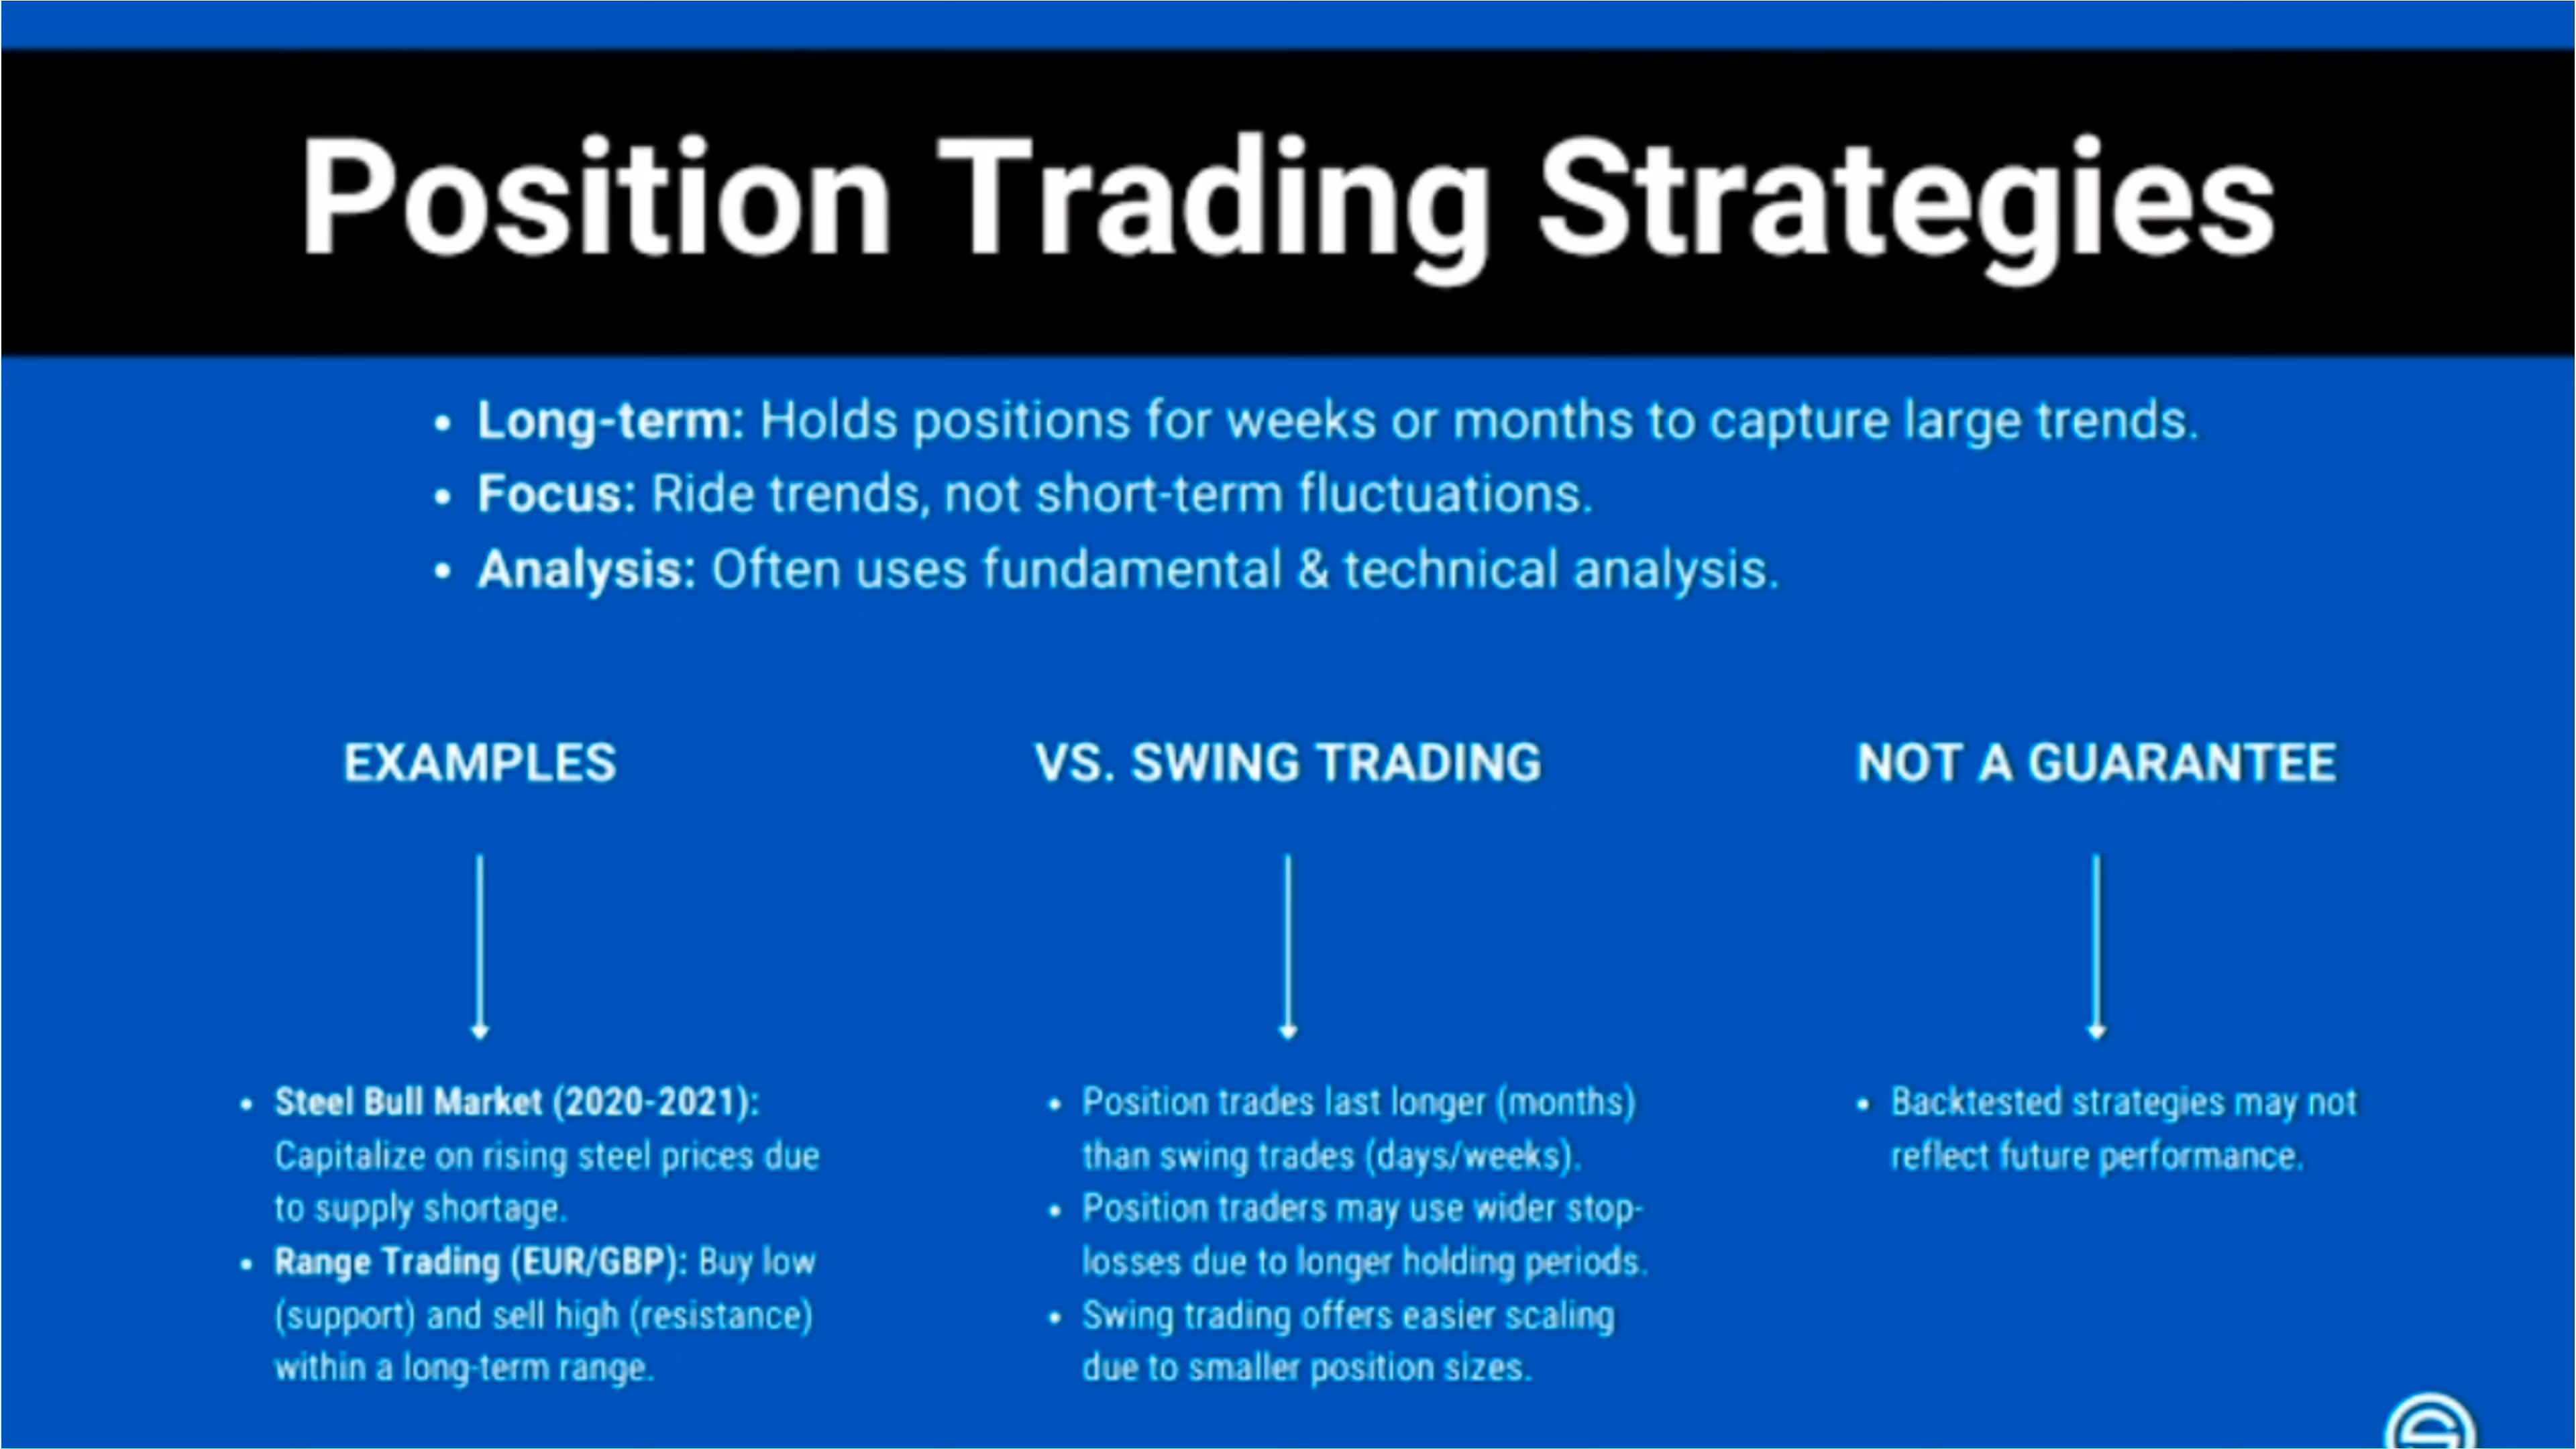 Position Trading Strategies
• Long-term: Holds positions for weeks or months to capture large trends.
• Focus: Ride trends, not short-term fluctuations.
• Analysis: Often uses fundamental & technical analysis.
EXAMPLES
• Steel Bull Market (2020-2021):
Capitalize on rising steel prices due
to supply shortage.
• Range Trading (EUR/GBP): Buy low
(support) and sell high (resistance)
within a long-term range.
VS. SWING TRADING
• Position trades last longer (months)
than swing trades (days/weeks).
• Position traders may use wider stop-
losses due to longer holding periods.
• Swing trading offers easier scaling
due to smaller position sizes.
NOT A GUARANTEE
• Backtested strategies may not
reflect future performance.